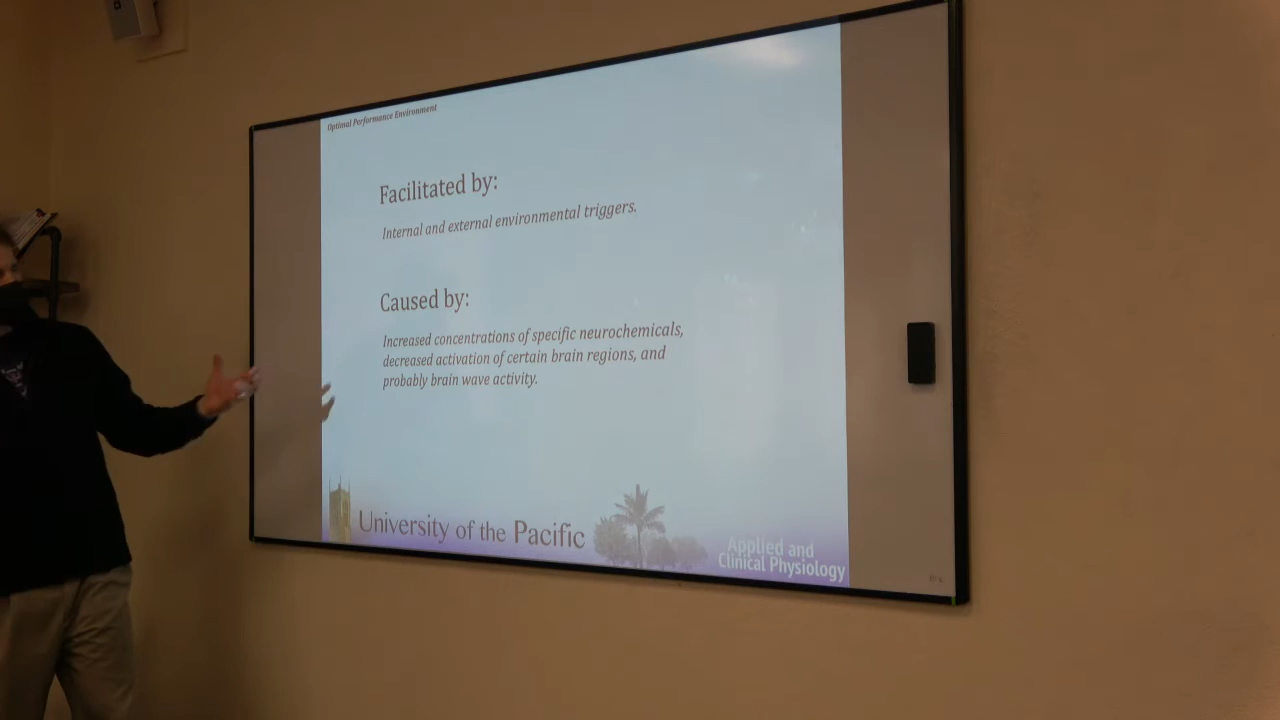 Optimal Performance Environment
Facilitated by:
Internal and external environmental triggers.
Caused by:
Increased concentrations of specific neurochemicals,
decreased activation of certain brain regions, and
probably brain wave activity.
University of the Pacific
Applied and
Clinical Physiology